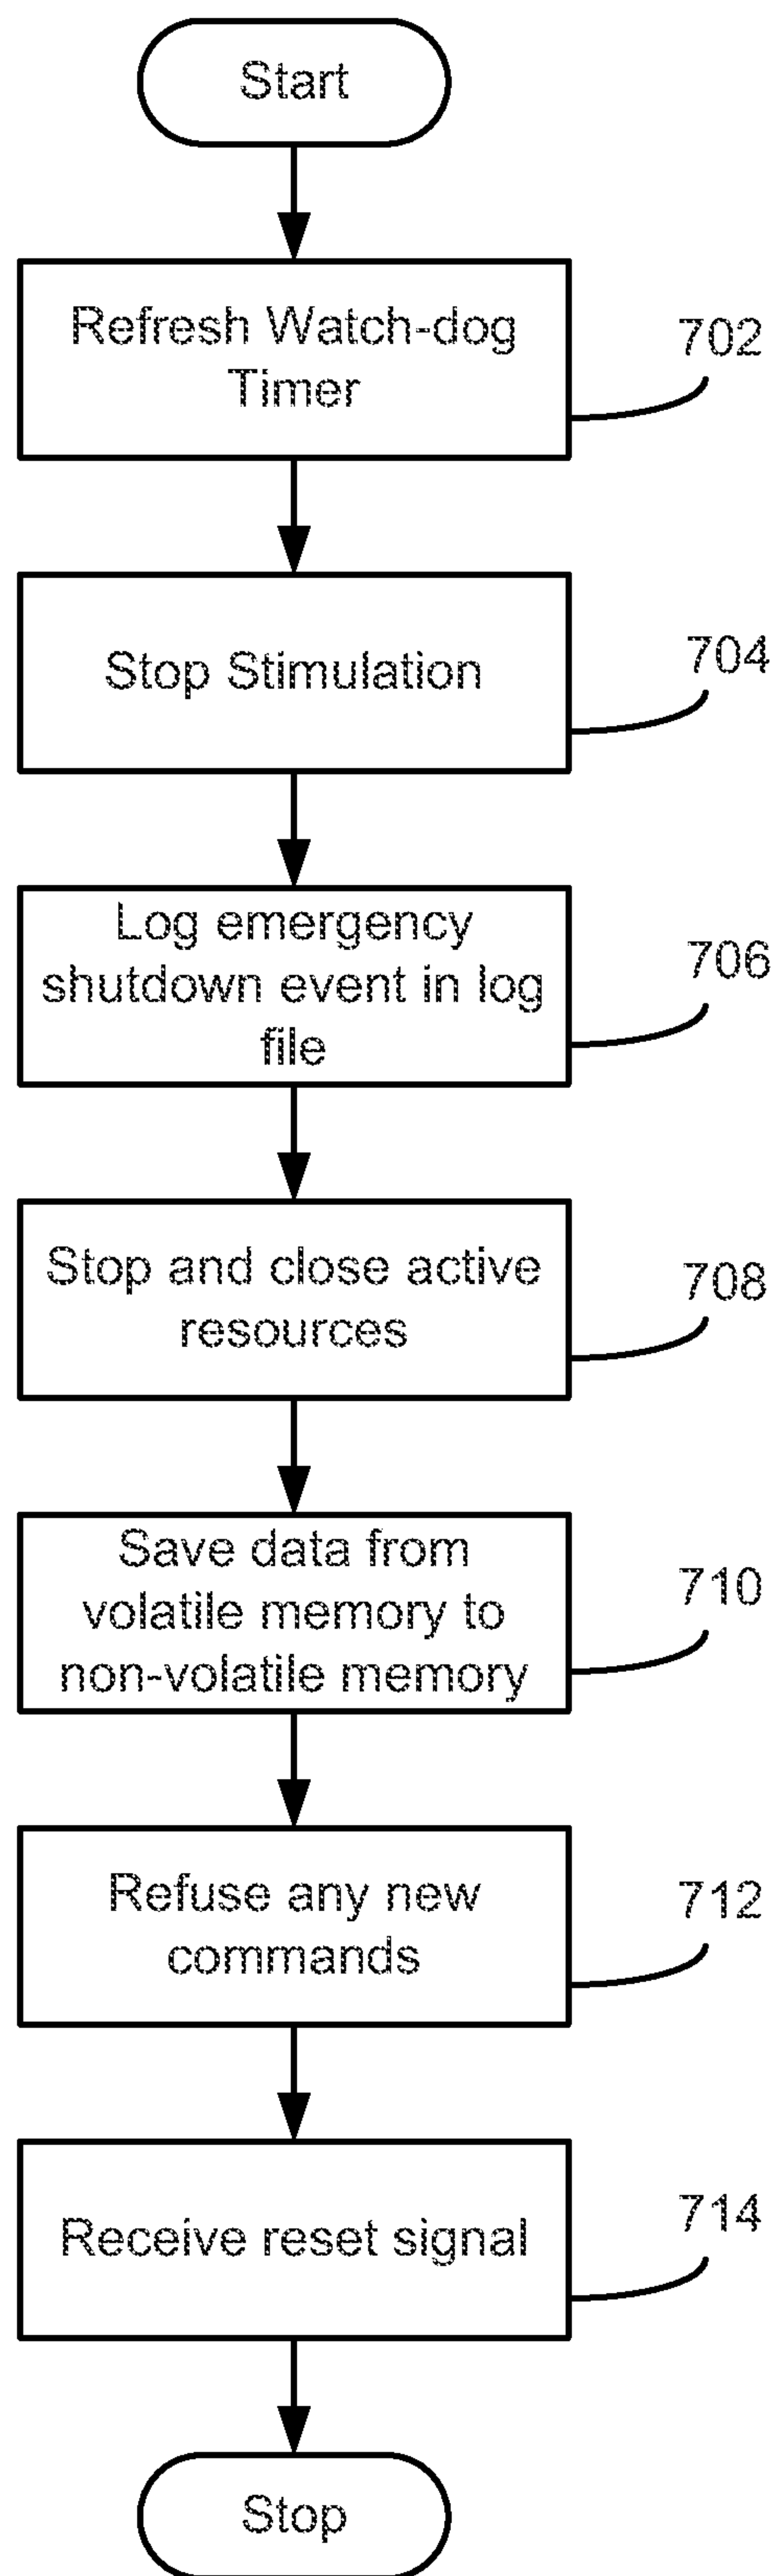 Start
Refresh Watch-dog
Timer
702
Stop Stimulation
704
Log emergency
shutdown event in log
file
706
Stop and close active
resources
708
Save data from
volatile memory to
non-volatile memory
710
Refuse any new
commands
712
Receive reset signal
714
Stop